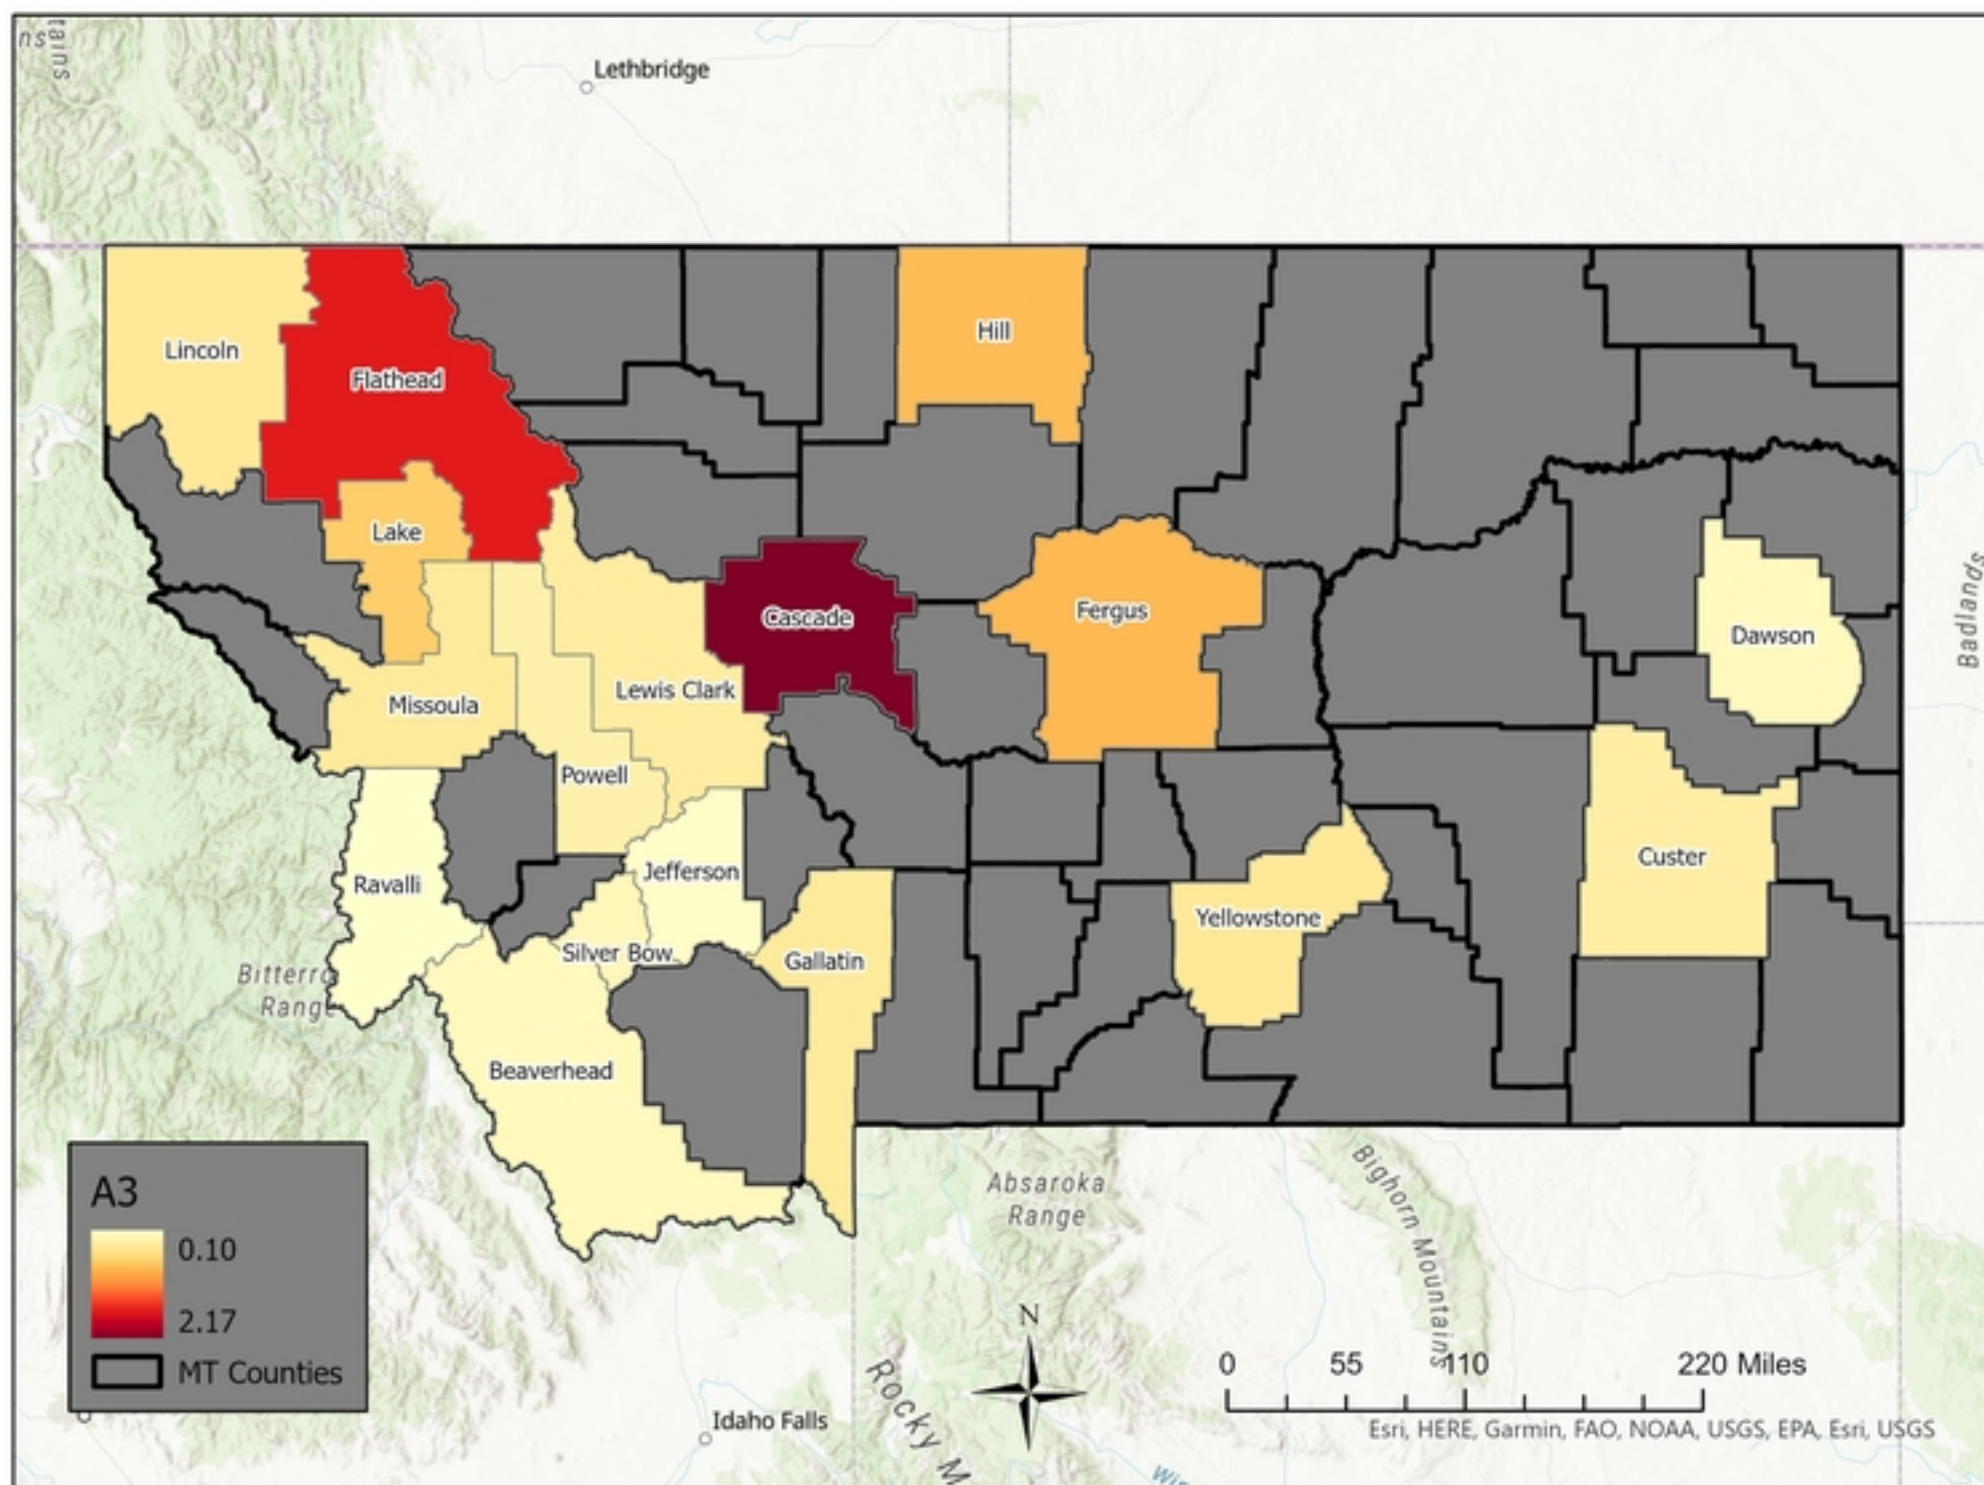 ns
tains
Lethbridge
Lincoln
Flathead
Hill
Lake
Cascade
Fergus
Dawson
Badlands
Missoula
Lewis Clark
Powell
Ravalli
Jefferson
Silver Bow
Gallatin
Yellowstone
Custer
Beaverhead
Bitterro
Range
Absaroka
Range
Bighorn Mountains
A3
0.10
2.17
MT Counties
N
0 55 110 220 Miles
Rocky M
Idaho Falls
Esri, HERE, Garmin, FAO, NOAA, USGS, EPA, Esri, USGS
Win